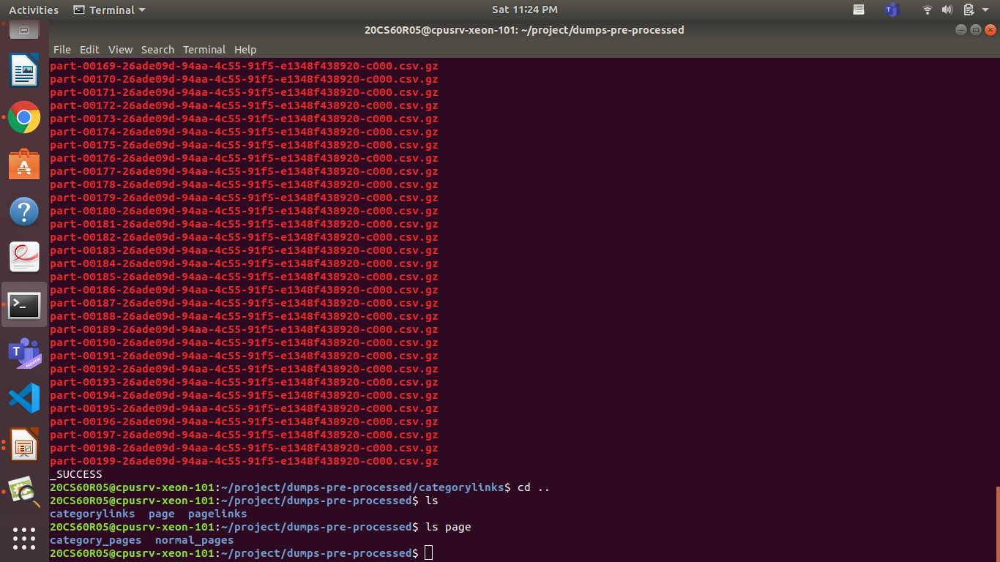 Activities Terminal Sat 11:24 PM
20CS60R05@cpusrv-xeon-101: ~/project/dumps-pre-processed
File Edit View Search Terminal Help
part-00169-26ade09d-94aa-4c55-91f5-e1348f438920-c000.csv.gz
part-00170-26ade09d-94aa-4c55-91f5-e1348f438920-c000.csv.gz
part-00171-26ade09d-94aa-4c55-91f5-e1348f438920-c000.csv.gz
part-00172-26ade09d-94aa-4c55-91f5-e1348f438920-c000.csv.gz
part-00173-26ade09d-94aa-4c55-91f5-e1348f438920-c000.csv.gz
part-00174-26ade09d-94aa-4c55-91f5-e1348f438920-c000.csv.gz
part-00175-26ade09d-94aa-4c55-91f5-e1348f438920-c000.csv.gz
part-00176-26ade09d-94aa-4c55-91f5-e1348f438920-c000.csv.gz
part-00177-26ade09d-94aa-4c55-91f5-e1348f438920-c000.csv.gz
part-00178-26ade09d-94aa-4c55-91f5-e1348f438920-c000.csv.gz
part-00179-26ade09d-94aa-4c55-91f5-e1348f438920-c000.csv.gz
part-00180-26ade09d-94aa-4c55-91f5-e1348f438920-c000.csv.gz
part-00181-26ade09d-94aa-4c55-91f5-e1348f438920-c000.csv.gz
part-00182-26ade09d-94aa-4c55-91f5-e1348f438920-c000.csv.gz
part-00183-26ade09d-94aa-4c55-91f5-e1348f438920-c000.csv.gz
part-00184-26ade09d-94aa-4c55-91f5-e1348f438920-c000.csv.gz
part-00185-26ade09d-94aa-4c55-91f5-e1348f438920-c000.csv.gz
part-00186-26ade09d-94aa-4c55-91f5-e1348f438920-c000.csv.gz
part-00187-26ade09d-94aa-4c55-91f5-e1348f438920-c000.csv.gz
part-00188-26ade09d-94aa-4c55-91f5-e1348f438920-c000.csv.gz
part-00189-26ade09d-94aa-4c55-91f5-e1348f438920-c000.csv.gz
part-00190-26ade09d-94aa-4c55-91f5-e1348f438920-c000.csv.gz
part-00191-26ade09d-94aa-4c55-91f5-e1348f438920-c000.csv.gz
part-00192-26ade09d-94aa-4c55-91f5-e1348f438920-c000.csv.gz
part-00193-26ade09d-94aa-4c55-91f5-e1348f438920-c000.csv.gz
part-00194-26ade09d-94aa-4c55-91f5-e1348f438920-c000.csv.gz
part-00195-26ade09d-94aa-4c55-91f5-e1348f438920-c000.csv.gz
part-00196-26ade09d-94aa-4c55-91f5-e1348f438920-c000.csv.gz
part-00197-26ade09d-94aa-4c55-91f5-e1348f438920-c000.csv.gz
part-00198-26ade09d-94aa-4c55-91f5-e1348f438920-c000.csv.gz
part-00199-26ade09d-94aa-4c55-91f5-e1348f438920-c000.csv.gz
_SUCCESS
20CS60R05@cpusrv-xeon-101:~/project/dumps-pre-processed/categorylinks$ cd ..
20CS60R05@cpusrv-xeon-101:~/project/dumps-pre-processed$ ls
categorylinks page pagelinks
20CS60R05@cpusrv-xeon-101:~/project/dumps-pre-processed$ ls page
category_pages normal_pages
20CS60R05@cpusrv-xeon-101:~/project/dumps-pre-processed$